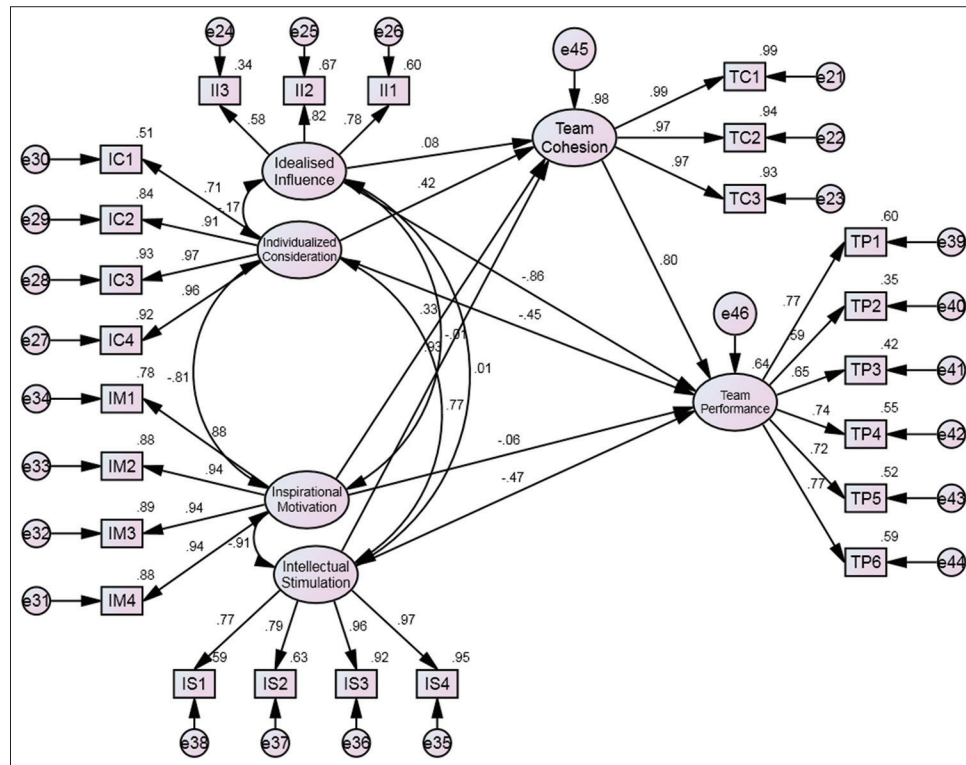 e24
e25
e26
.34
.67
.60
II3
II2
II1
.58
.82
.78
e45
.98
Team
Cohesion
.99
.99
TC1
e21
.97
.94
TC2
e22
.97
.93
TC3
e23
e30
.51
IC1
.71
e29
.84
IC2
.91
e28
.93
IC3
.97
e27
.92
IC4
.96
Idealised
Influence
.08
-.17
Individualized
Consideration
.42
-.86
-.45
.80
.33
-.01
.93
.01
.77
-.81
e34
.78
IM1
.88
e33
.88
IM2
.94
e32
.89
IM3
.94
e31
.88
IM4
.94
Inspirational
Motivation
-.06
-.91
-.47
Intellectual
Stimulation
e46
.64
Team
Performance
.60
TP1
e39
.77
.35
TP2
e40
.59
.42
TP3
e41
.65
.55
TP4
e42
.74
.52
TP5
e43
.72
.59
TP6
e44
.77
.77
.79
.96
.97
.59
.63
.92
.95
IS1
IS2
IS3
IS4
e38
e37
e36
e35